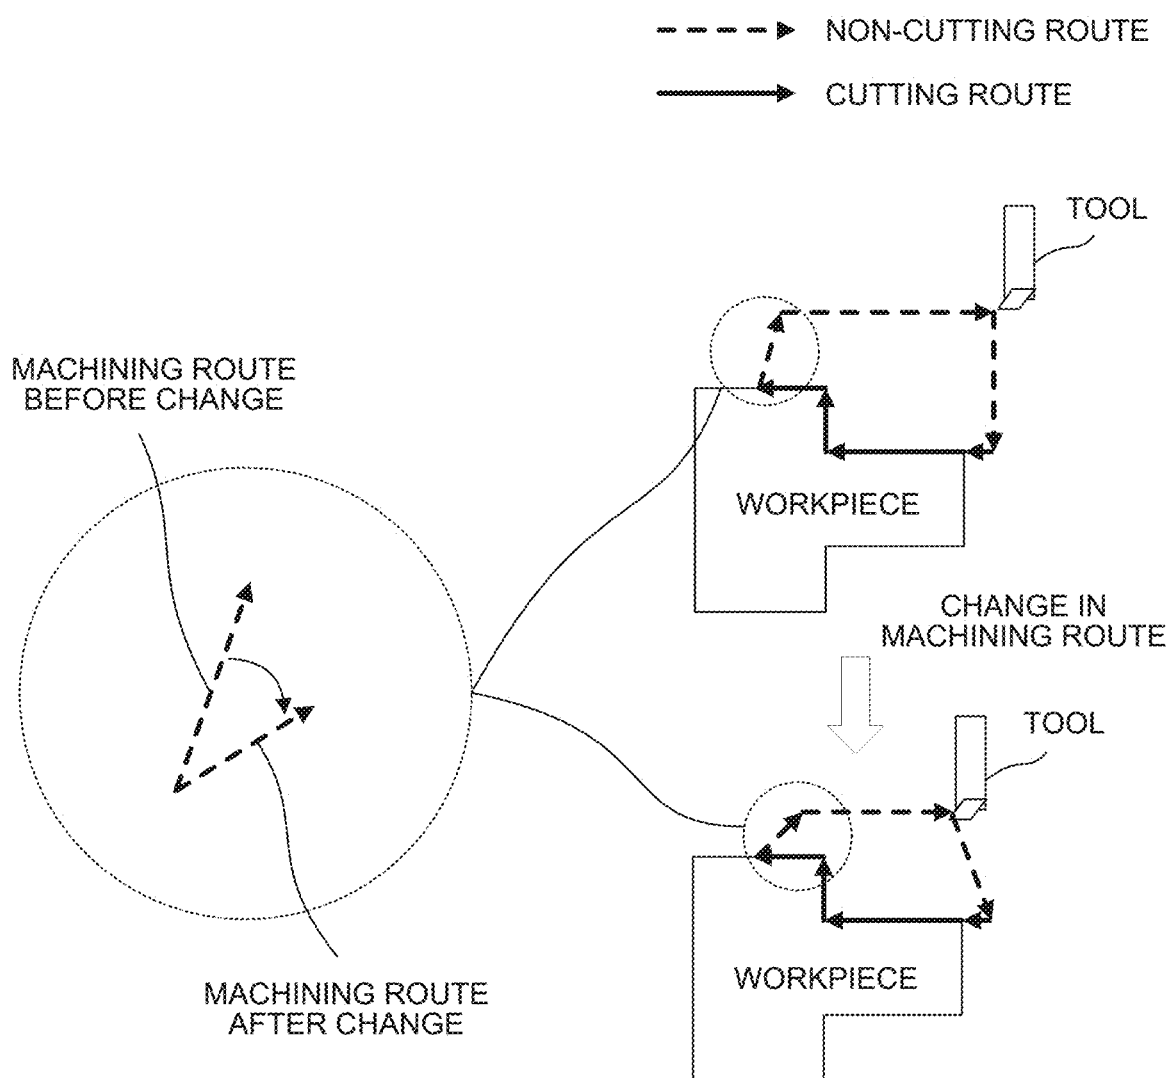 NON-CUTTING ROUTE
CUTTING ROUTE
TOOL
MACHINING ROUTE
BEFORE CHANGE
WORKPIECE
CHANGE IN
MACHINING ROUTE
TOOL
WORKPIECE
MACHINING ROUTE
AFTER CHANGE